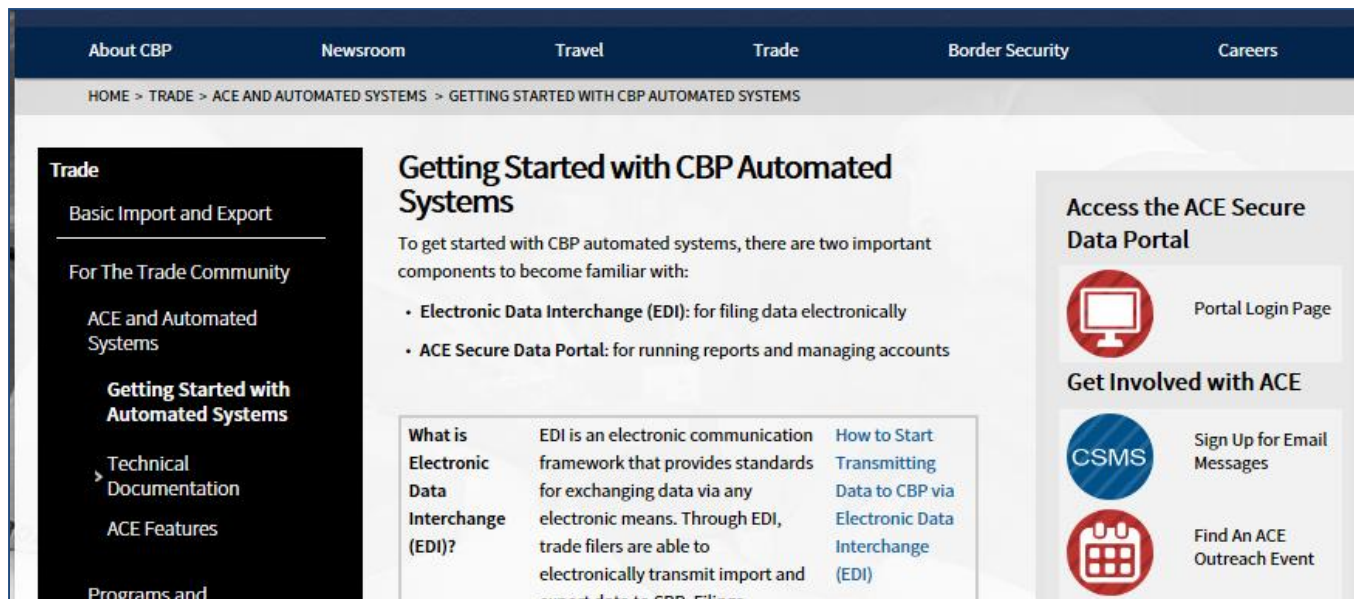 About CBP Newsroom Travel Trade Border Security Careers
HOME > TRADE > ACE AND AUTOMATED SYSTEMS > GETTING STARTED WITH CBP AUTOMATED SYSTEMS
Trade
Basic Import and Export
For The Trade Community
ACE and Automated
Systems
Getting Started with
Automated Systems
Technical
Documentation
ACE Features
Programs and
Getting Started with CBP Automated
Systems
To get started with CBP automated systems, there are two important
components to become familiar with:
• Electronic Data Interchange (EDI): for filing data electronically
• ACE Secure Data Portal: for running reports and managing accounts
What is
Electronic
Data
Interchange
(EDI)?
EDI is an electronic communication
framework that provides standards
for exchanging data via any
electronic means. Through EDI,
trade filers are able to
electronically transmit import and
export data to CBP. Filings
How to Start
Transmitting
Data to CBP via
Electronic Data
Interchange
(EDI)
Access the ACE Secure
Data Portal
Portal Login Page
Get Involved with ACE
CSMS
Sign Up for Email
Messages
Find An ACE
Outreach Event